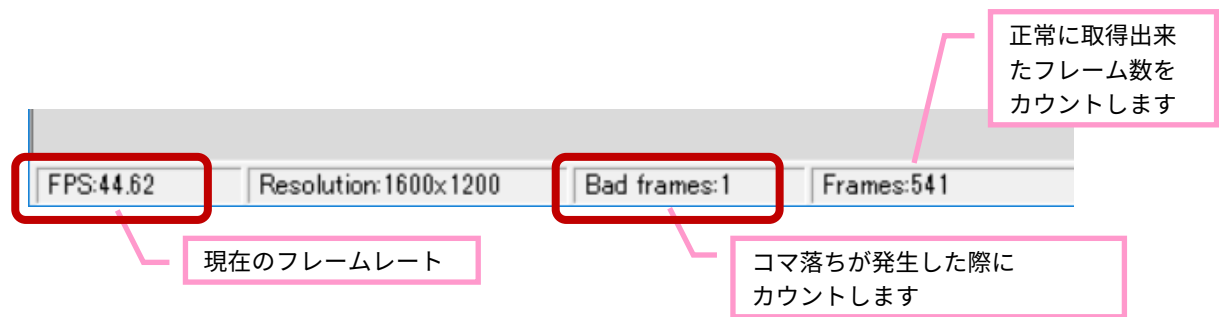 正常に取得出来
たフレーム数を
カウントします
FPS:44.62
Resolution:1600x1200
Bad frames:1
Frames:541
現在のフレームレート
コマ落ちが発生した際に
カウントします